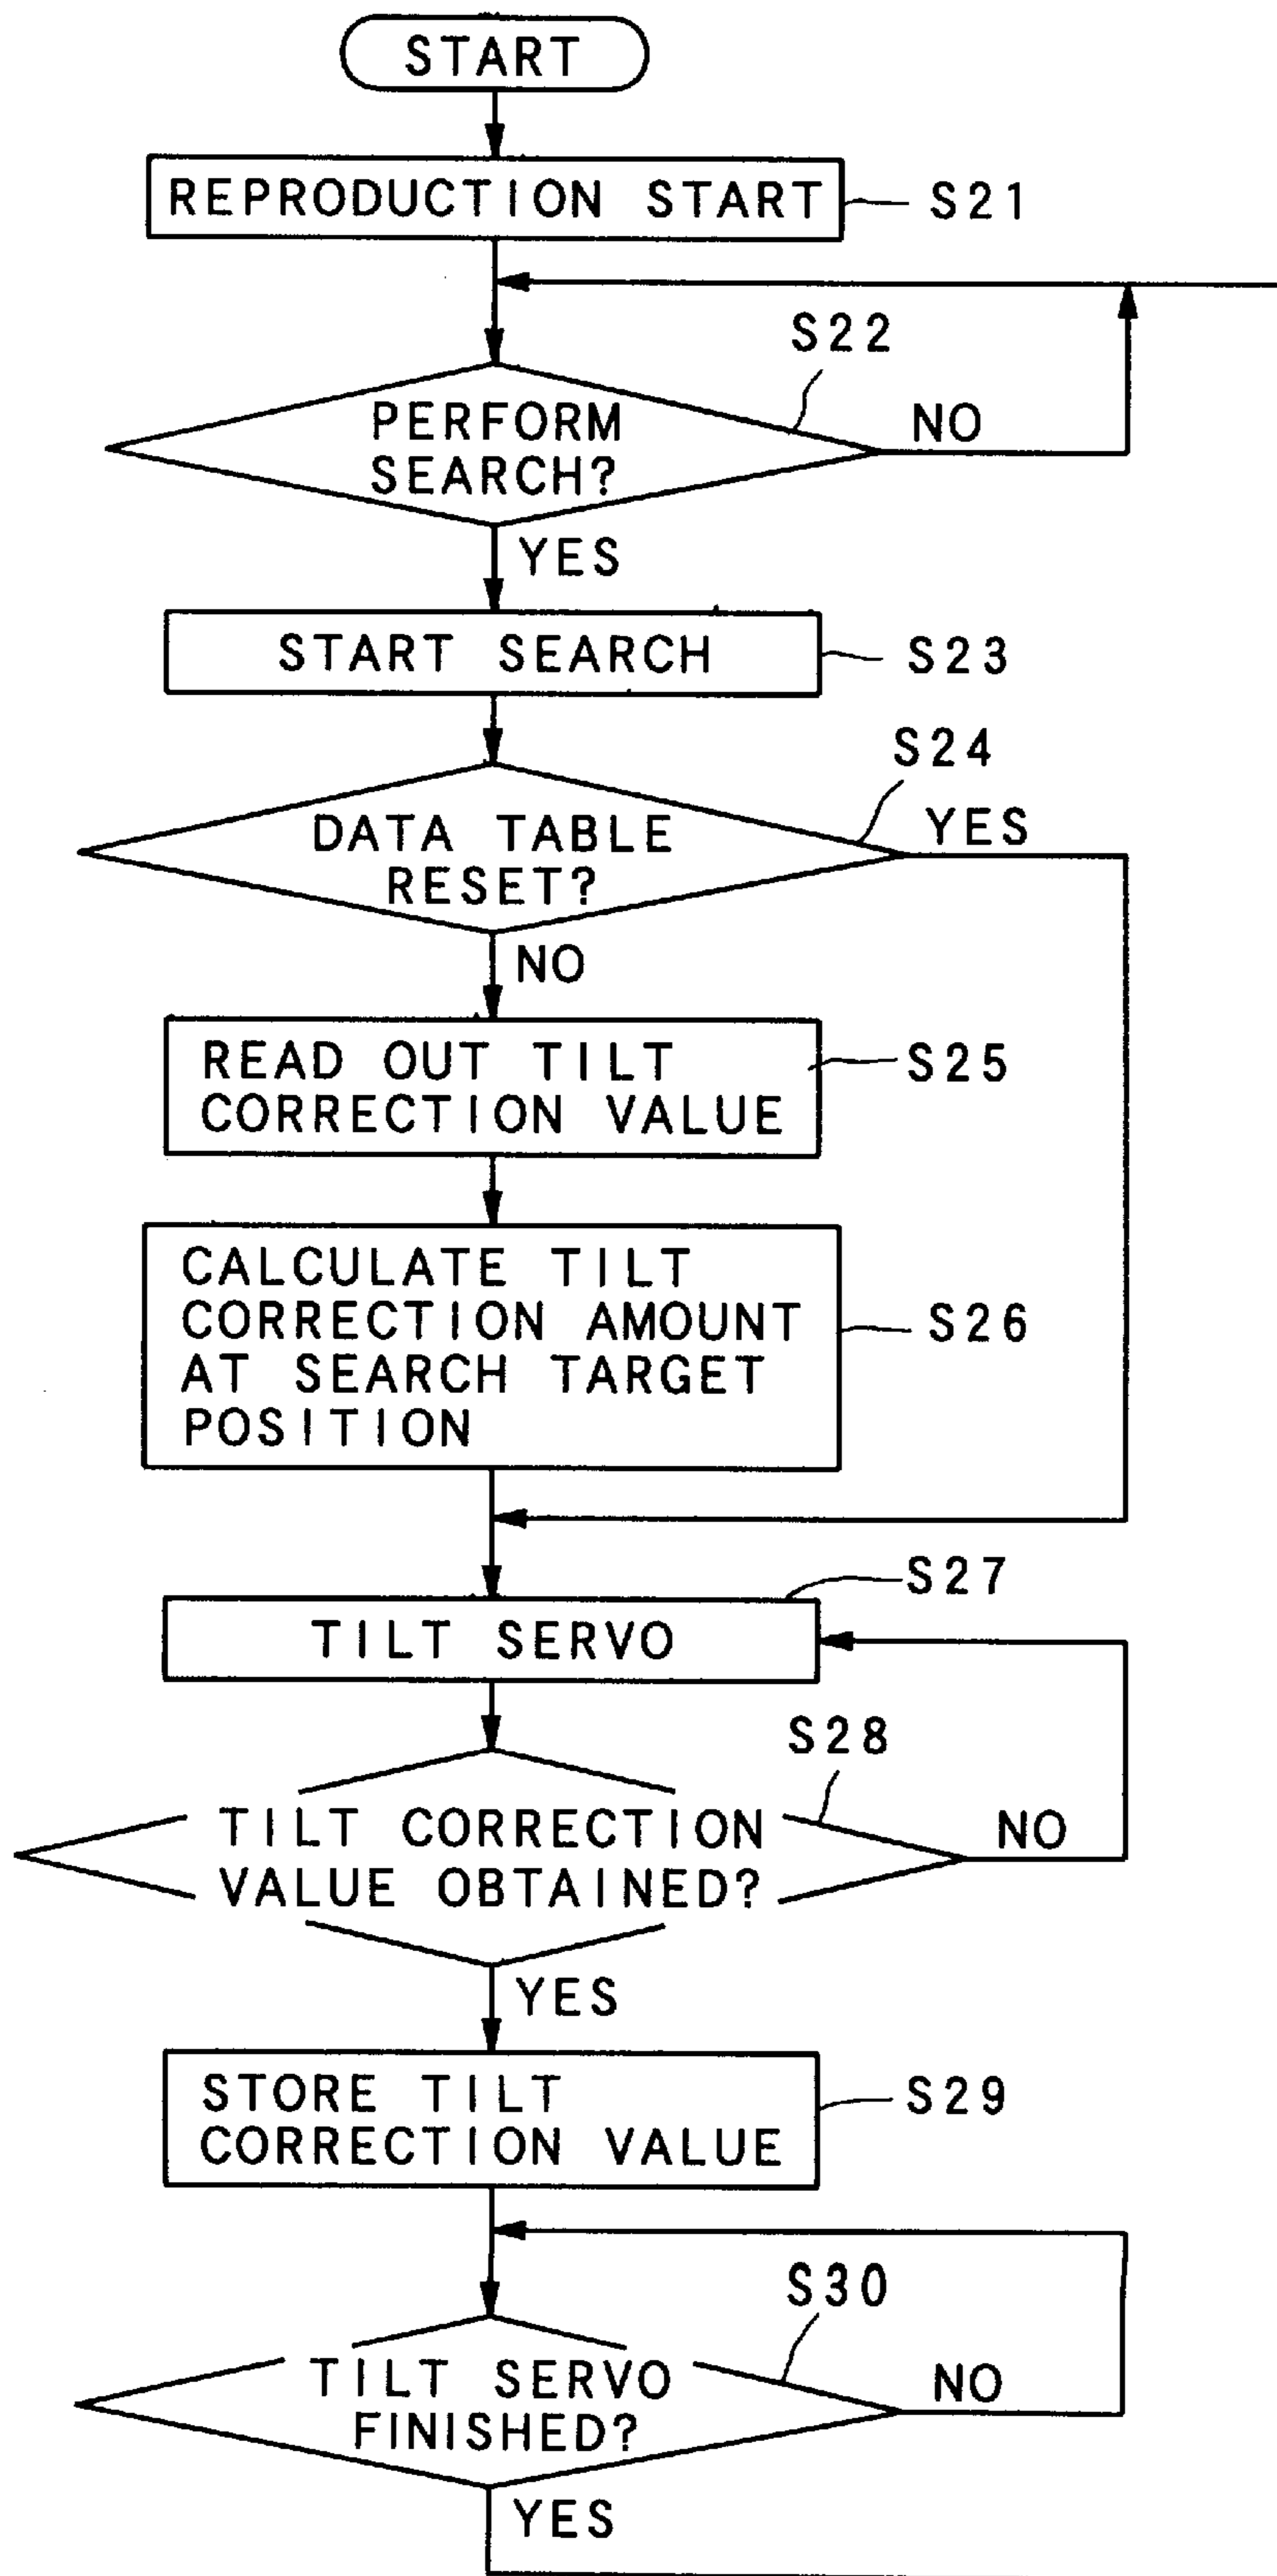 START
REPRODUCTION START
S21
S22
PERFORM
SEARCH?
NO
YES
START SEARCH
S23
S24
DATA TABLE
RESET?
YES
NO
READ OUT TILT
CORRECTION VALUE
S25
CALCULATE TILT
CORRECTION AMOUNT
AT SEARCH TARGET
POSITION
S26
S27
TILT SERVO
S28
TILT CORRECTION
VALUE OBTAINED?
NO
YES
STORE TILT
CORRECTION VALUE
S29
S30
TILT SERVO
FINISHED?
NO
YES